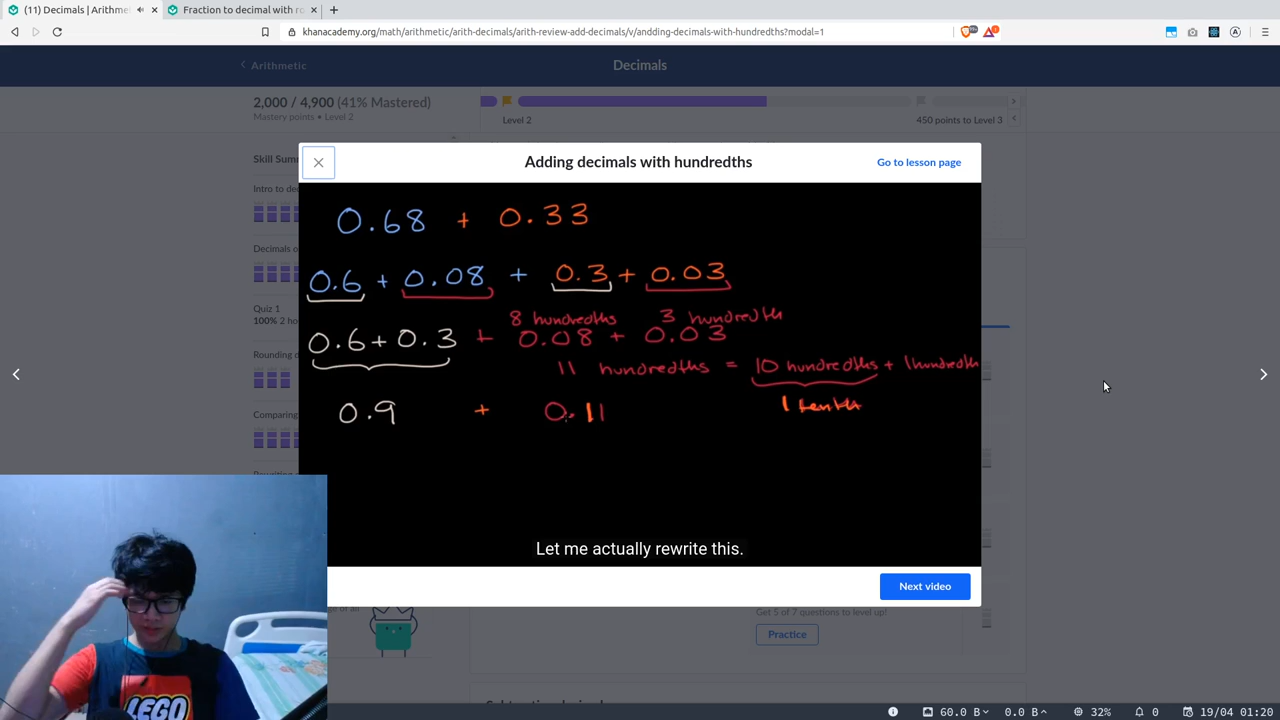 (11) Decimals | Arithme
Fraction to decimal with ro
khanacademy.org/math/arithmetic/arith-decimals/arith-review-add-decimals/v/andding-decimals-with-hundredths?modal=1
Arithmetic
Decimals
2,000 / 4,900 (41% Mastered)
Mastery points • Level 2
Level 2
450 points to Level 3
Skill Summ
Intro to de
Decimals o
Quiz 1
100% 2 ho
Rounding d
Comparing
Adding decimals with hundredths
Go to lesson page
0.68 + 0.33
0.6 + 0.08 + 0.3 + 0.03
8 hundredths 3 hundredth
0.6 + 0.3 + 0.08 + 0.03
11 hundredths = 10 hundredths + 1 hundredth
0.9 + 0.11 1 tenth
Let me actually rewrite this.
Next video
Get 5 of 7 questions to level up!
Practice
LEGO
60.0 B 0.0 B 32% 0 19/04 01:20